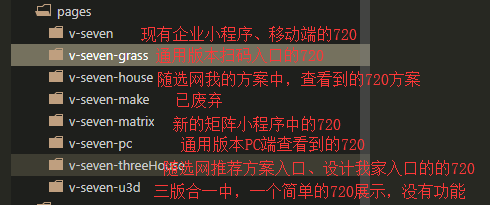 pages
v-seven 现有企业小程序、移动端的720
v-seven-grass 通用版
v-seven-house 随选网我的方案中，查看到的720方案
v-seven-make 已废弃
v-seven-matrix 新的矩阵小程序中的720
v-seven-pc 通用版本PC端查看到的720
v-seven-threeHouse 随选网推荐方案入口、设计我家入口的的720
v-seven-u3d 三版合一中，一个简单的720展示，没有功能